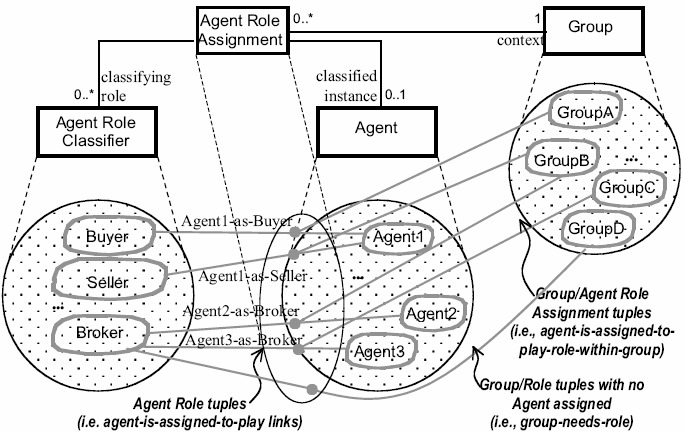 Agent Role
Assignment
0..*
1
Group
context
classifying
role
0..*
classified
instance
0..1
Agent Role
Classifier
Agent
GroupA
GroupB
...
GroupC
GroupD
Buyer
Agent1-as-Buyer
Agent1
Seller
Agent1-as-Seller
...
...
Agent2-as-Broker
Agent2
Broker
Agent3-as-Broker
Agent3
Group/Agent Role
Assignment tuples
(i.e., agent-is-assigned-to-
play-role-within-group)
Agent Role tuples
(i.e. agent-is-assigned-to-play links)
Group/Role tuples with no
Agent assigned
(i.e., group-needs-role)